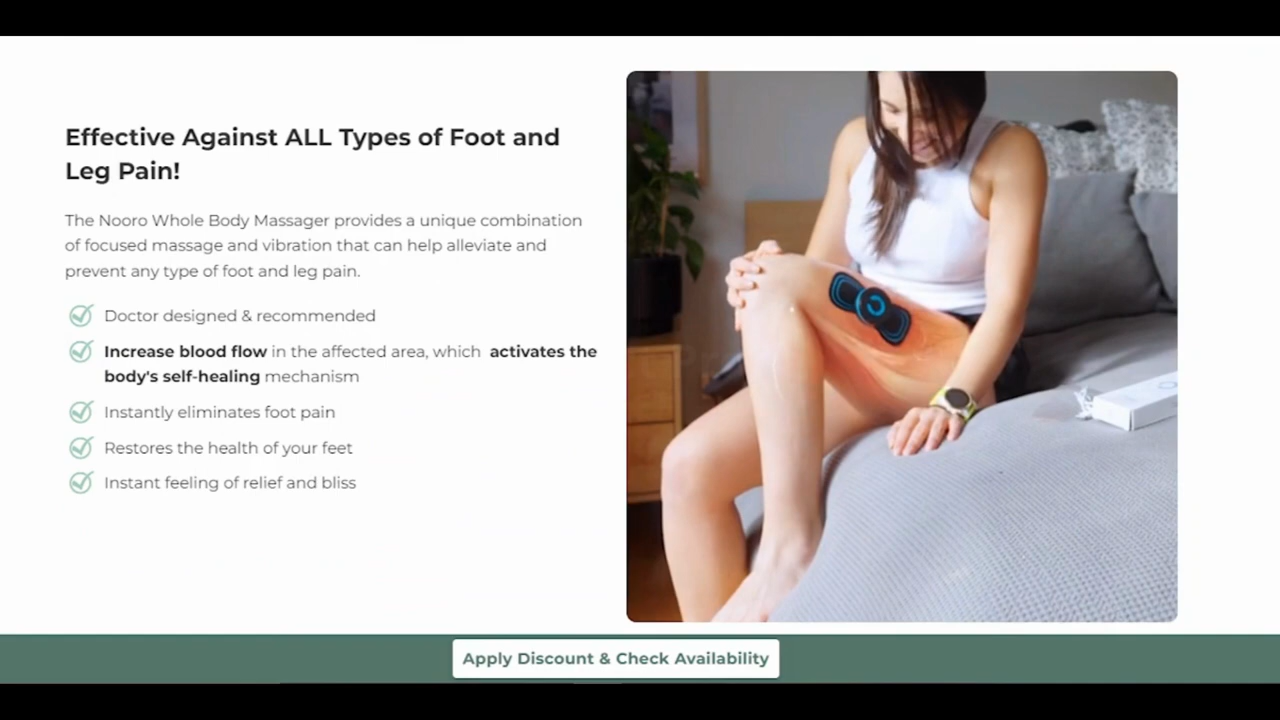 Effective Against ALL Types of Foot and
Leg Pain!
The Nooro Whole Body Massager provides a unique combination
of focused massage and vibration that can help alleviate and
prevent any type of foot and leg pain.
Doctor designed & recommended
Increase blood flow in the affected area, which activates the
body's self-healing mechanism
Instantly eliminates foot pain
Restores the health of your feet
Instant feeling of relief and bliss
Apply Discount & Check Availability